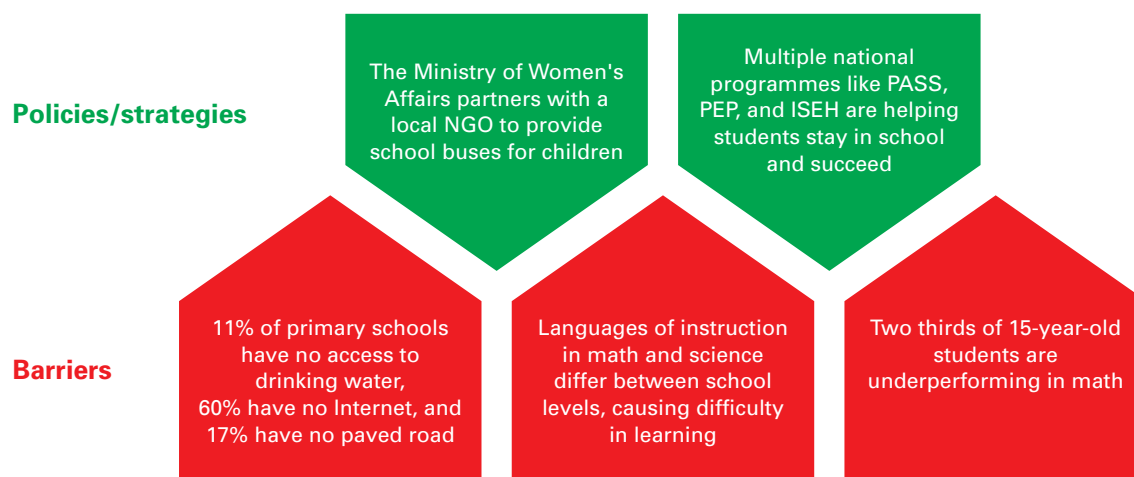 Policies/strategies
The Ministry of Women's
Affairs partners with a
local NGO to provide
school buses for children
Multiple national
programmes like PASS,
PEP, and ISEH are helping
students stay in school
and succeed
Barriers
11% of primary schools
have no access to
drinking water,
60% have no Internet, and
17% have no paved road
Languages of instruction
in math and science
differ between school
levels, causing difficulty
in learning
Two thirds of 15-year-old
students are
underperforming in math